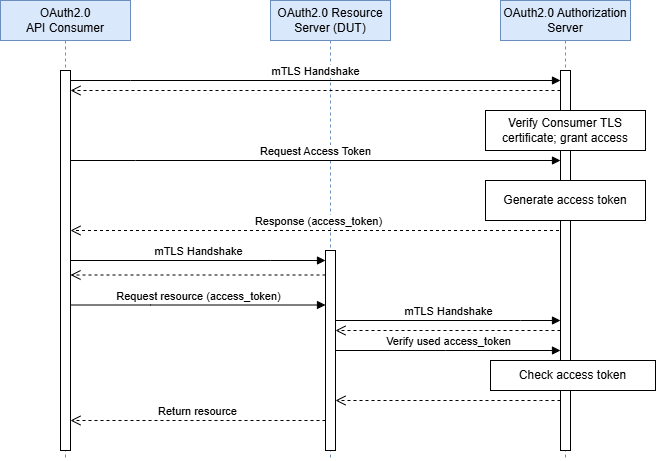 OAuth2.0
API Consumer
OAuth2.0 Resource
Server (DUT)
OAuth2.0 Authorization
Server
mTLS Handshake
Verify Consumer TLS
certificate; grant access
Request Access Token
Generate access token
Response (access_token)
mTLS Handshake
Request resource (access_token)
mTLS Handshake
Verify used access_token
Check access token
Return resource